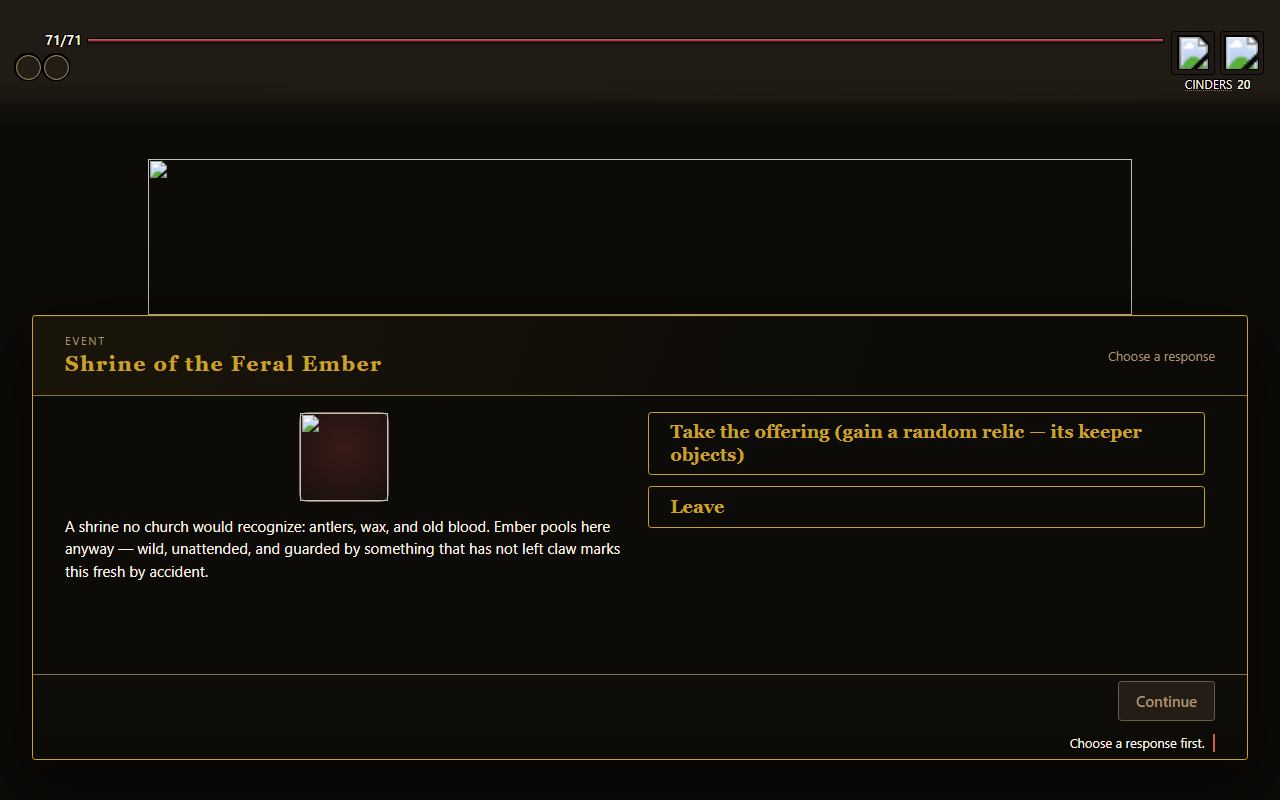 71/71
CINDERS 20
EVENT
Shrine of the Feral Ember
Choose a response
A shrine no church would recognize: antlers, wax, and old blood. Ember pools here
anyway — wild, unattended, and guarded by something that has not left claw marks
this fresh by accident.
Take the offering (gain a random relic — its keeper
objects)
Leave
Continue
Choose a response first.